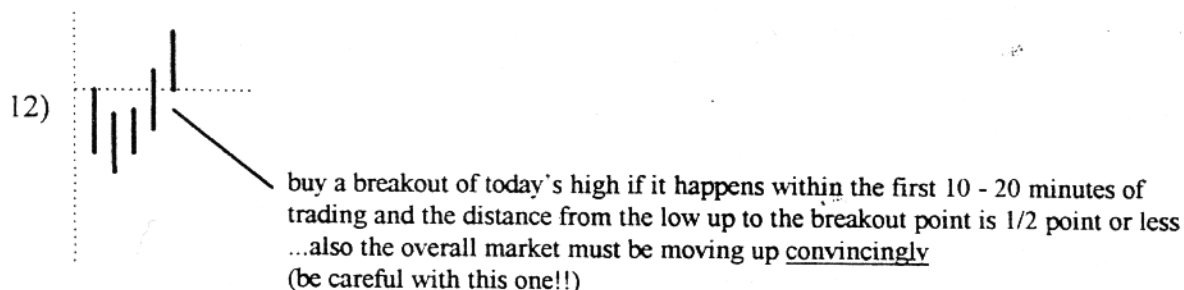 12)
buy a breakout of today's high if it happens within the first 10 - 20 minutes of
trading and the distance from the low up to the breakout point is 1/2 point or less
...also the overall market must be moving up convincingly
(be careful with this one!!)